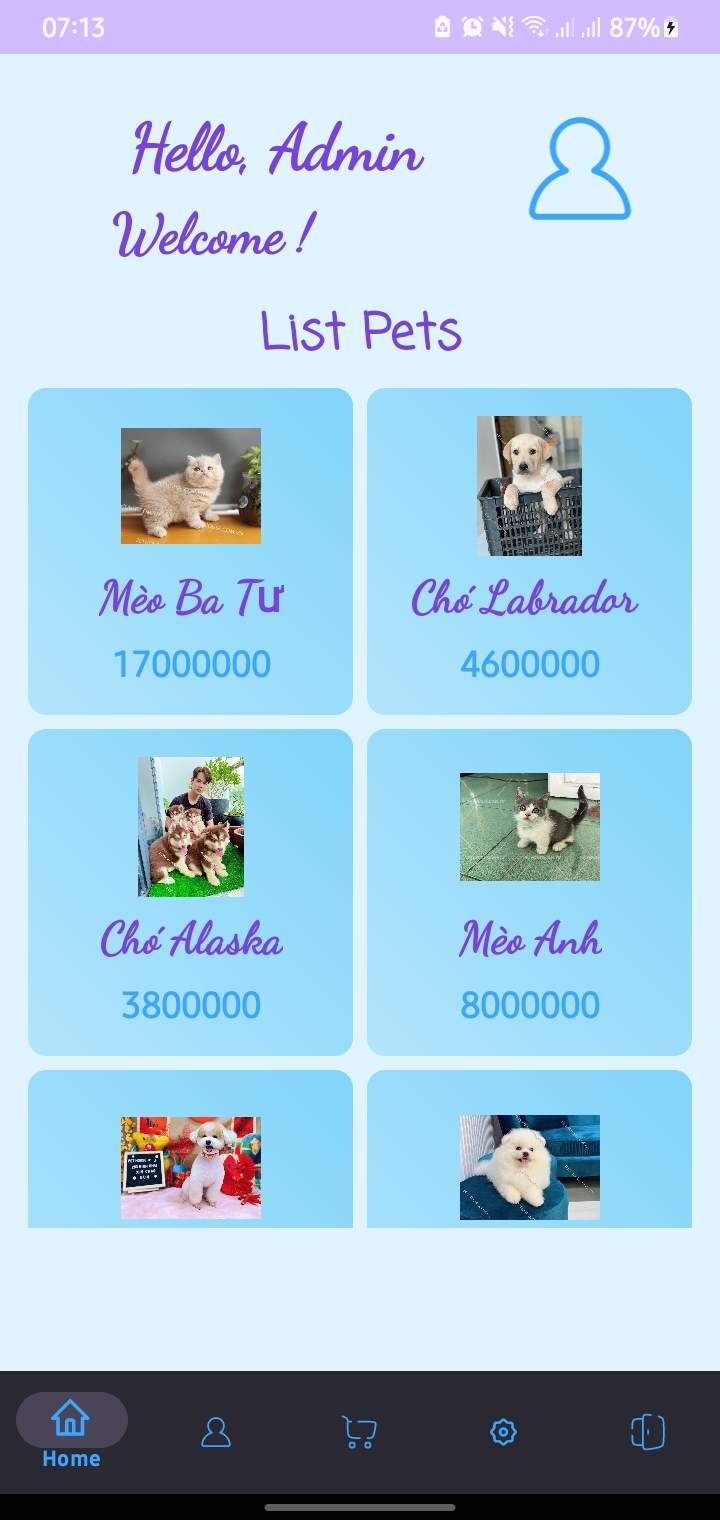 07:13
87%
Hello, Admin
Welcome !
List Pets
Mèo Ba Tư
17000000
Chó Labrador
4600000
Chó Alaska
3800000
Mèo Anh
8000000
Home